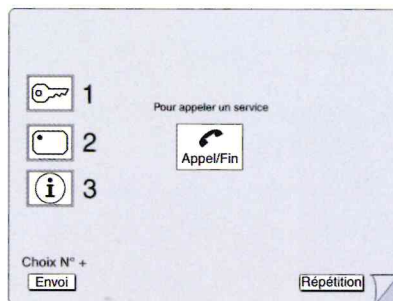 1
Pour appeler un service
2
Appel/Fin
i 3
Choix N° +
Envoi
Répétition